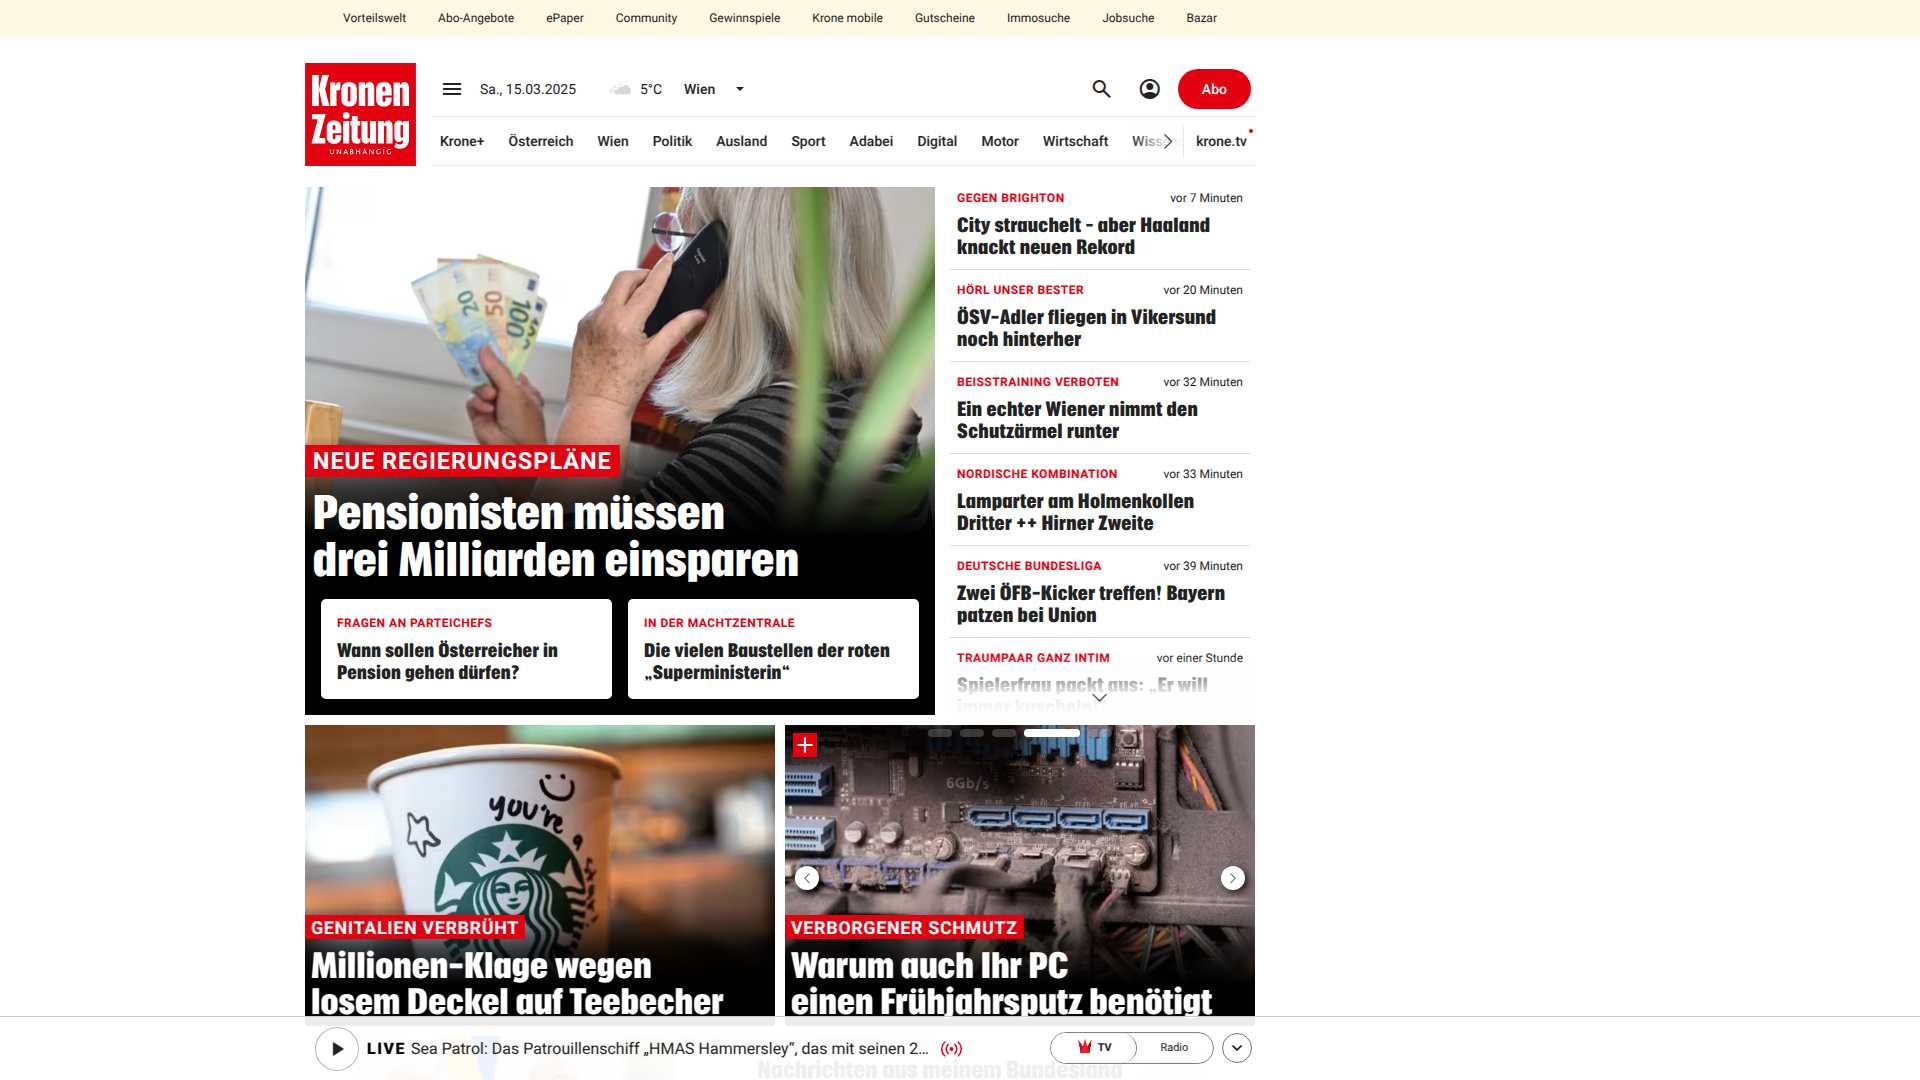 Vorteilswelt Abo-Angebote ePaper Community Gewinnspiele Krone mobile Gutscheine Immosuche Jobsuche Bazar
Kronen
Zeitung
UNABHÄNGIG
Sa., 15.03.2025 5°C Wien
Abo
Krone+ Österreich Wien Politik Ausland Sport Adabei Digital Motor Wirtschaft krone.tv
20 50 100
NEUE REGIERUNGSPLÄNE
Pensionisten müssen
drei Milliarden einsparen
FRAGEN AN PARTEICHEFS
Wann sollen Österreicher in
Pension gehen dürfen?
IN DER MACHTZENTRALE
Die vielen Baustellen der roten
„Superministerin“
GEGEN BRIGHTON vor 7 Minuten
City strauchelt – aber Haaland
knackt neuen Rekord
HÖRL UNSER BESTER vor 20 Minuten
ÖSV-Adler fliegen in Vikersund
noch hinterher
BEISSTRAINING VERBOTEN vor 32 Minuten
Ein echter Wiener nimmt den
Schutzärmel runter
NORDISCHE KOMBINATION vor 33 Minuten
Lamparter am Holmenkollen
Dritter ++ Hirner Zweite
DEUTSCHE BUNDESLIGA vor 39 Minuten
Zwei ÖFB-Kicker treffen! Bayern
patzen bei Union
TRAUMPAAR GANZ INTIM vor einer Stunde
Spielerfrau packt aus: „Er will
immer kuscheln“
you're
a
GENITALIEN VERBRÜHT
Millionen-Klage wegen
losem Deckel auf Teebecher
6Gb/s
VERBORGENER SCHMUTZ
Warum auch Ihr PC
einen Frühjahrsputz benötigt
LIVE Sea Patrol: Das Patrouillenschiff „HMAS Hammersley“, das mit seinen 2...
TV Radio
Nachrichten aus meinem Bundesland